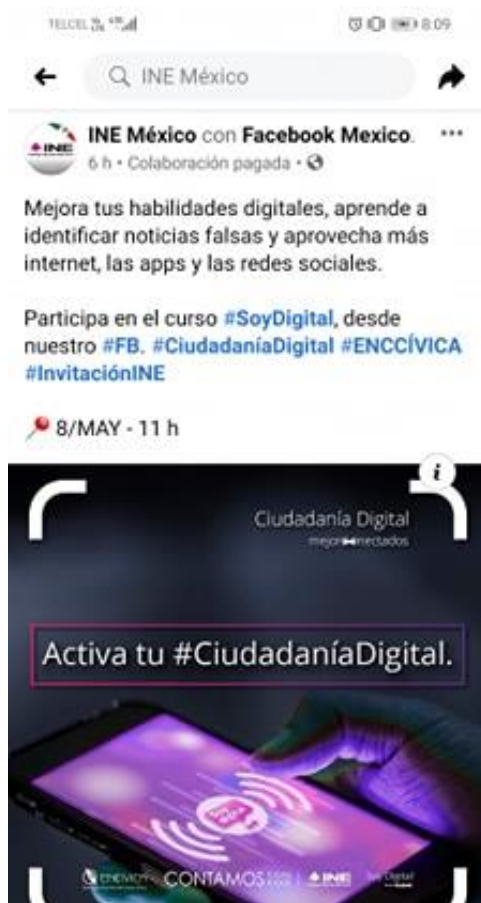 TELCEL
8:09
INE México
INE México con Facebook Mexico.
6 h • Colaboración pagada •
Mejora tus habilidades digitales, aprende a
identificar noticias falsas y aprovecha más
internet, las apps y las redes sociales.
Participa en el curso #SoyDigital, desde
nuestro #FB. #CiudadaníaDigital #ENCCÍVICA
#InvitaciónINE
8/MAY - 11 h
i
Ciudadanía Digital
Activa tu #CiudadaníaDigital.
CONTAMOS
INE
Soy Digital